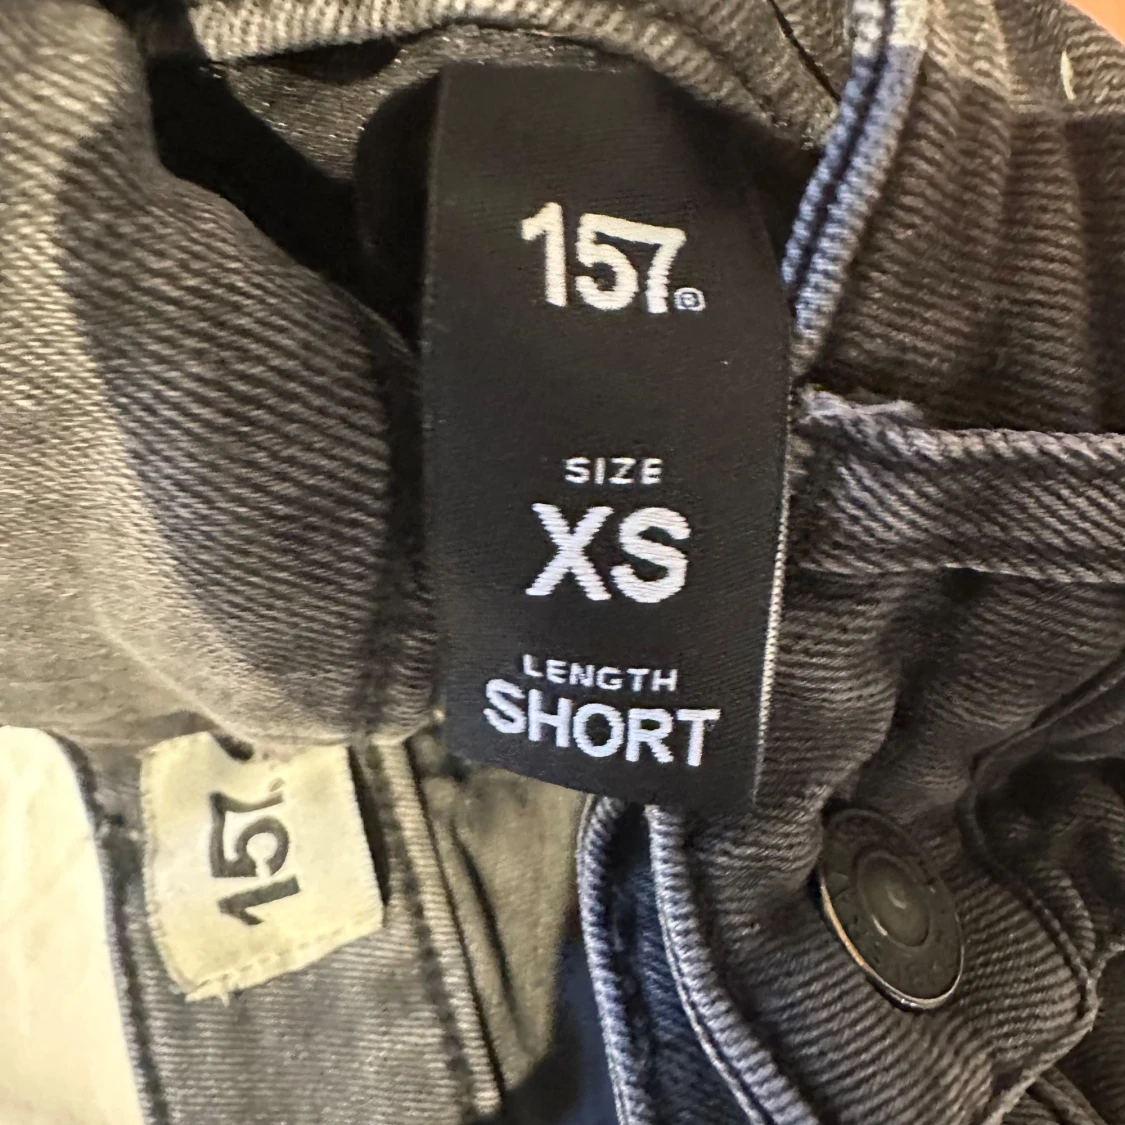 157®
SIZE
XS
LENGTH
SHORT
157.